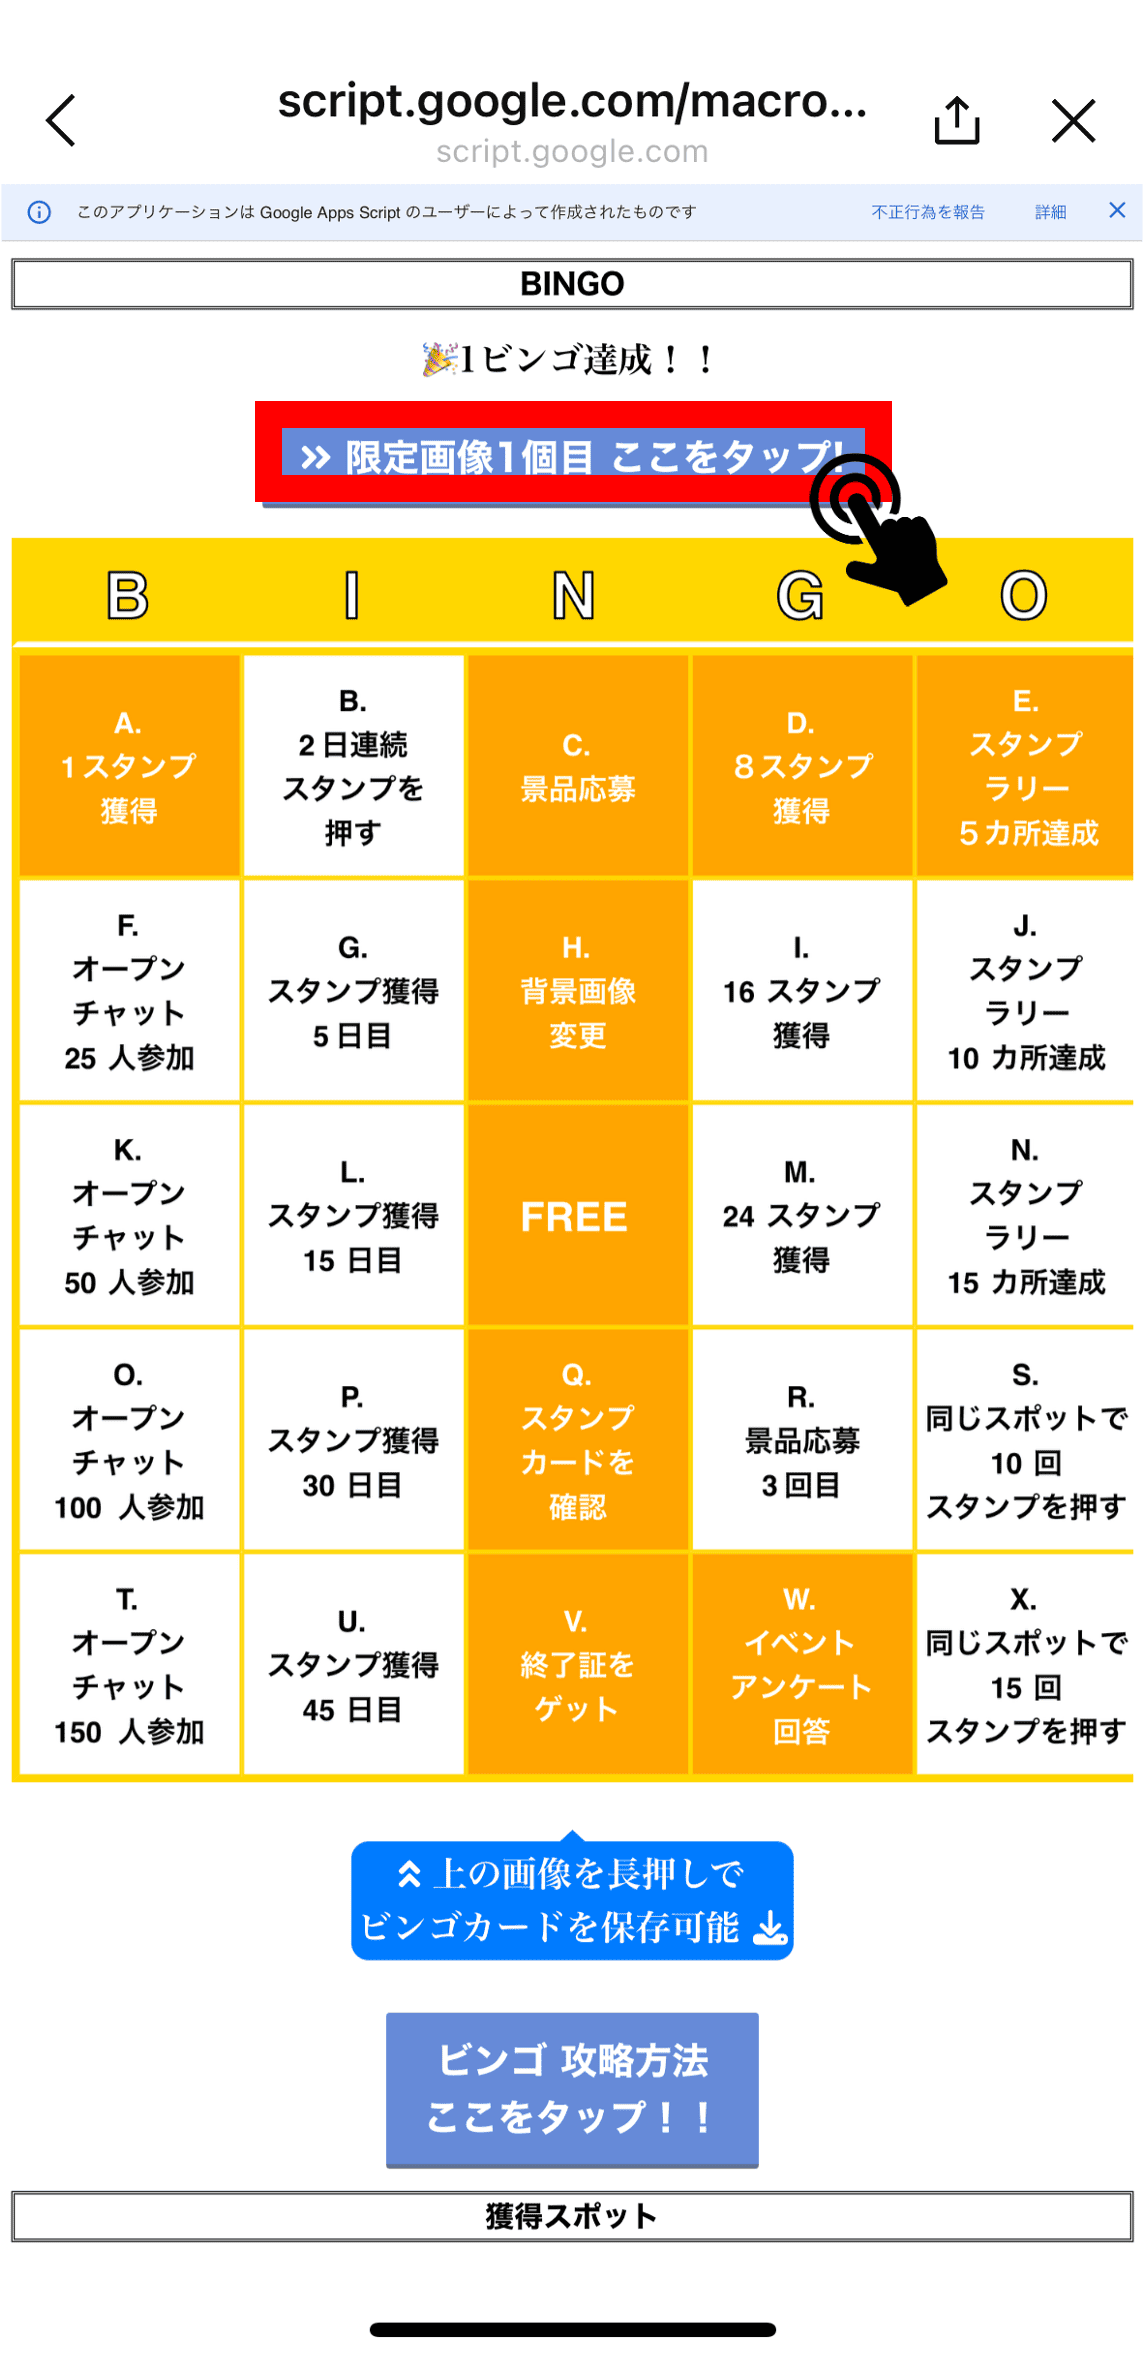 script.google.com/macro...
script.google.com
このアプリケーションは Google Apps Script のユーザーによって作成されたものです
不正行為を報告
詳細
BINGO
🎉1ビンゴ達成！！
限定画像1個目 ここをタップ!
B I N G O
A.
1スタンプ
獲得
B.
2日連続
スタンプを
押す
C.
景品応募
D.
8スタンプ
獲得
E.
スタンプ
ラリー
5カ所達成
F.
オープン
チャット
25 人参加
G.
スタンプ獲得
5日目
H.
背景画像
変更
I.
16 スタンプ
獲得
J.
スタンプ
ラリー
10 カ所達成
K.
オープン
チャット
50 人参加
L.
スタンプ獲得
15 日目
FREE
M.
24 スタンプ
獲得
N.
スタンプ
ラリー
15 カ所達成
O.
オープン
チャット
100 人参加
P.
スタンプ獲得
30 日目
Q.
スタンプ
カードを
確認
R.
景品応募
3回目
S.
同じスポットで
10 回
スタンプを押す
T.
オープン
チャット
150 人参加
U.
スタンプ獲得
45 日目
V.
終了証を
ゲット
W.
イベント
アンケート
回答
X.
同じスポットで
15 回
スタンプを押す
上の画像を長押しで
ビンゴカードを保存可能
ビンゴ 攻略方法
ここをタップ！！
獲得スポット